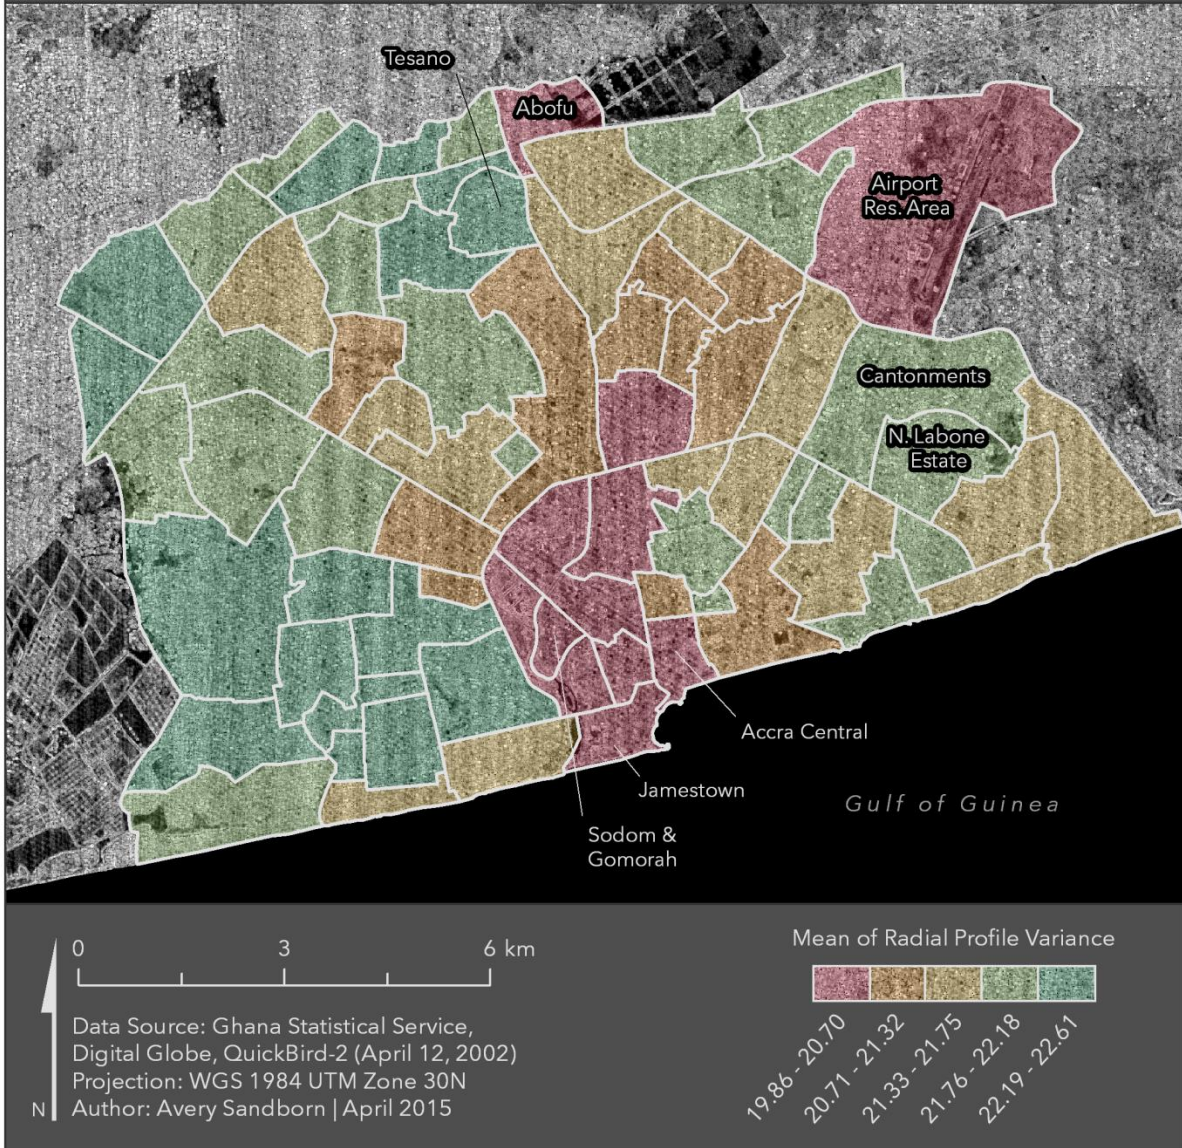 Tesano
Abofu
Airport
Res. Area
Cantonments
N. Labone
Estate
Accra Central
Jamestown
Gulf of Guinea
Sodom &
Gomorah
0 3 6 km
Mean of Radial Profile Variance
19.86 - 20.70
20.71 - 21.32
21.33 - 21.75
21.76 - 22.18
22.19 - 22.61
Data Source: Ghana Statistical Service,
Digital Globe, QuickBird-2 (April 12, 2002)
Projection: WGS 1984 UTM Zone 30N
N
Author: Avery Sandborn | April 2015